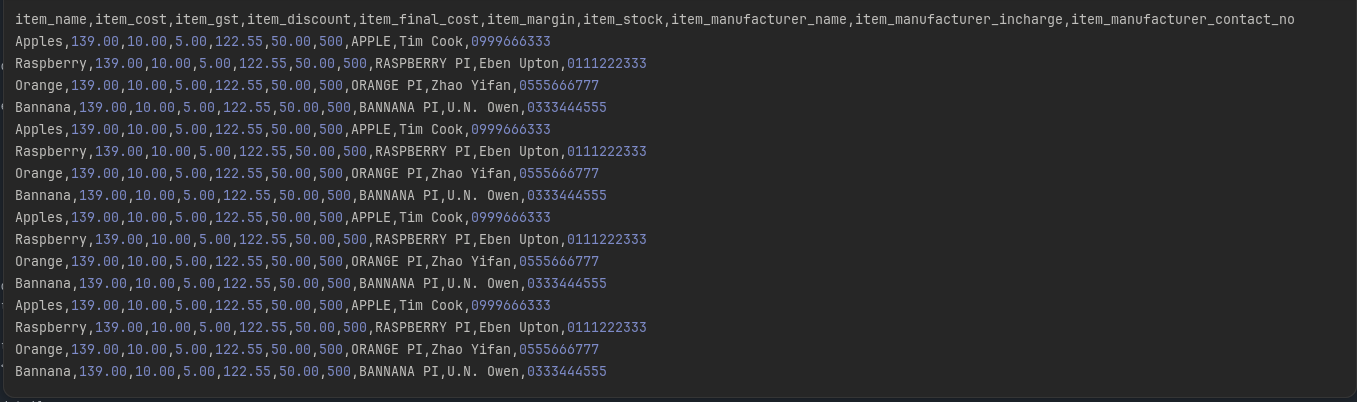 item_name,item_cost,item_gst,item_discount,item_final_cost,item_margin,item_stock,item_manufacturer_name,item_manufacturer_incharge,item_manufacturer_contact_no
Apples,139.00,10.00,5.00,122.55,50.00,500,APPLE,Tim Cook,0999666333
Raspberry,139.00,10.00,5.00,122.55,50.00,500,RASPBERRY PI,Eben Upton,0111222333
Orange,139.00,10.00,5.00,122.55,50.00,500,ORANGE PI,Zhao Yifan,0555666777
Bannana,139.00,10.00,5.00,122.55,50.00,500,BANNANA PI,U.N. Owen,0333444555
Apples,139.00,10.00,5.00,122.55,50.00,500,APPLE,Tim Cook,0999666333
Raspberry,139.00,10.00,5.00,122.55,50.00,500,RASPBERRY PI,Eben Upton,0111222333
Orange,139.00,10.00,5.00,122.55,50.00,500,ORANGE PI,Zhao Yifan,0555666777
Bannana,139.00,10.00,5.00,122.55,50.00,500,BANNANA PI,U.N. Owen,0333444555
Apples,139.00,10.00,5.00,122.55,50.00,500,APPLE,Tim Cook,0999666333
Raspberry,139.00,10.00,5.00,122.55,50.00,500,RASPBERRY PI,Eben Upton,0111222333
Orange,139.00,10.00,5.00,122.55,50.00,500,ORANGE PI,Zhao Yifan,0555666777
Bannana,139.00,10.00,5.00,122.55,50.00,500,BANNANA PI,U.N. Owen,0333444555
Apples,139.00,10.00,5.00,122.55,50.00,500,APPLE,Tim Cook,0999666333
Raspberry,139.00,10.00,5.00,122.55,50.00,500,RASPBERRY PI,Eben Upton,0111222333
Orange,139.00,10.00,5.00,122.55,50.00,500,ORANGE PI,Zhao Yifan,0555666777
Bannana,139.00,10.00,5.00,122.55,50.00,500,BANNANA PI,U.N. Owen,0333444555